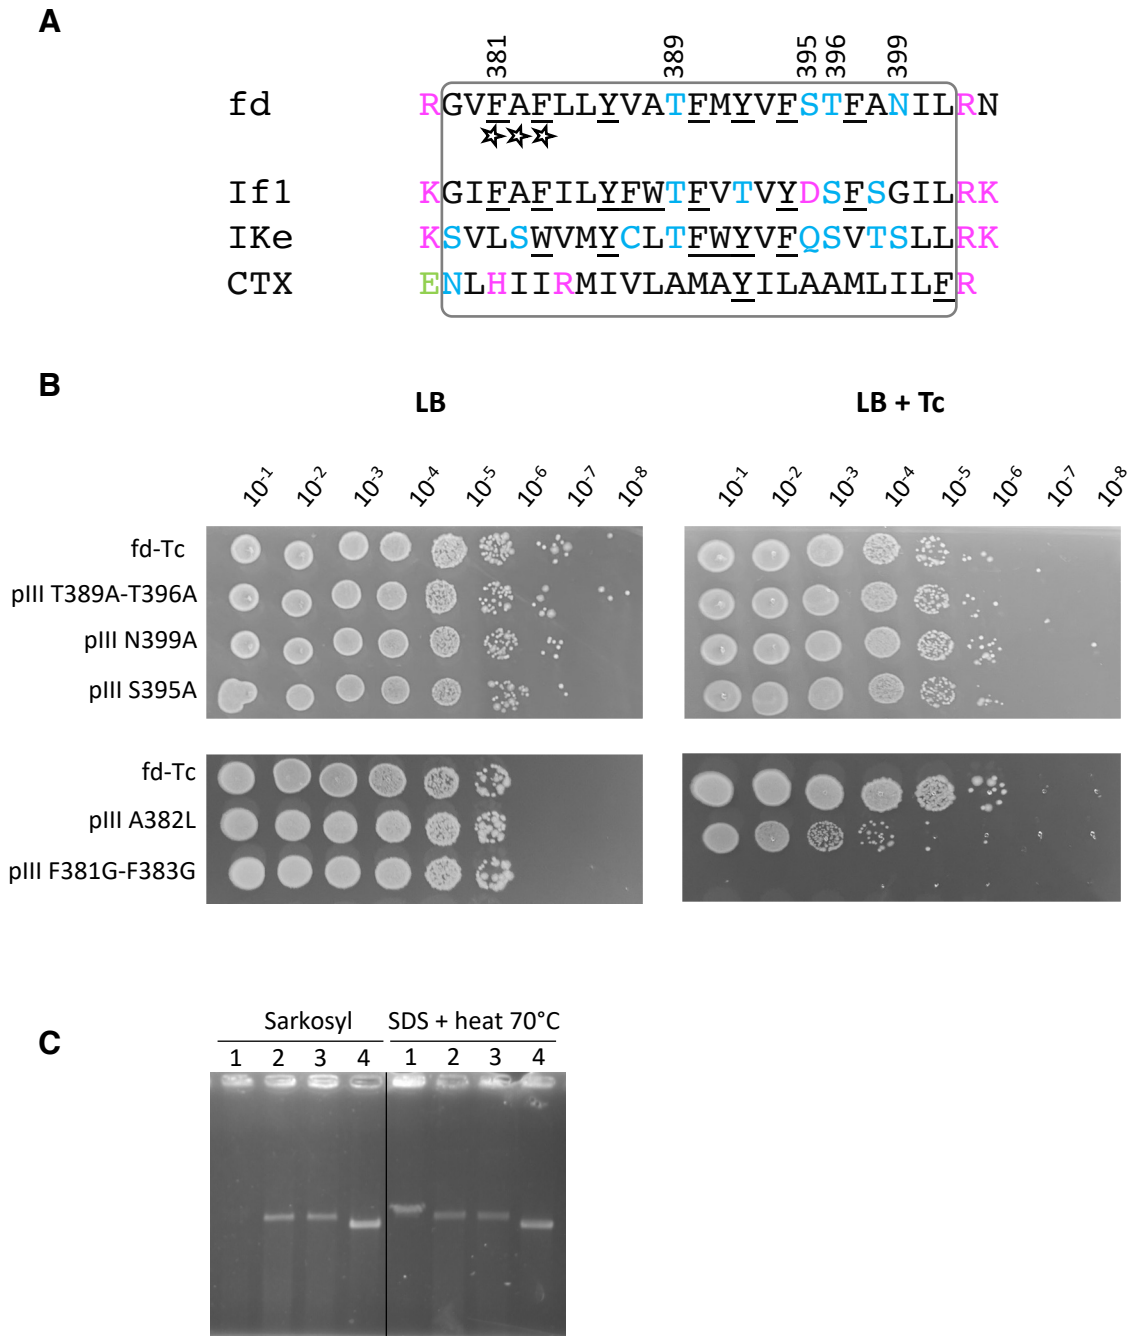 A
381 389 395 396 399
fd RGVFAFLLYVATFMYVFSTFANILRN
If1 KGIFAFILYFWTFVTVYDSFSGILRK
IKe KSVLSWVMYCLTFWYVFQSVTSLLRK
CTX ENLHIIRMIVLAMAYILAAMLILFR
B
LB LB + Tc
10-1 10-2 10-3 10-4 10-5 10-6 10-7 10-8 10-1 10-2 10-3 10-4 10-5 10-6 10-7 10-8
fd-Tc
pIII T389A-T396A
pIII N399A
pIII S395A
fd-Tc
pIII A382L
pIII F381G-F383G
C
Sarkosyl SDS + heat 70°C
1 2 3 4 1 2 3 4